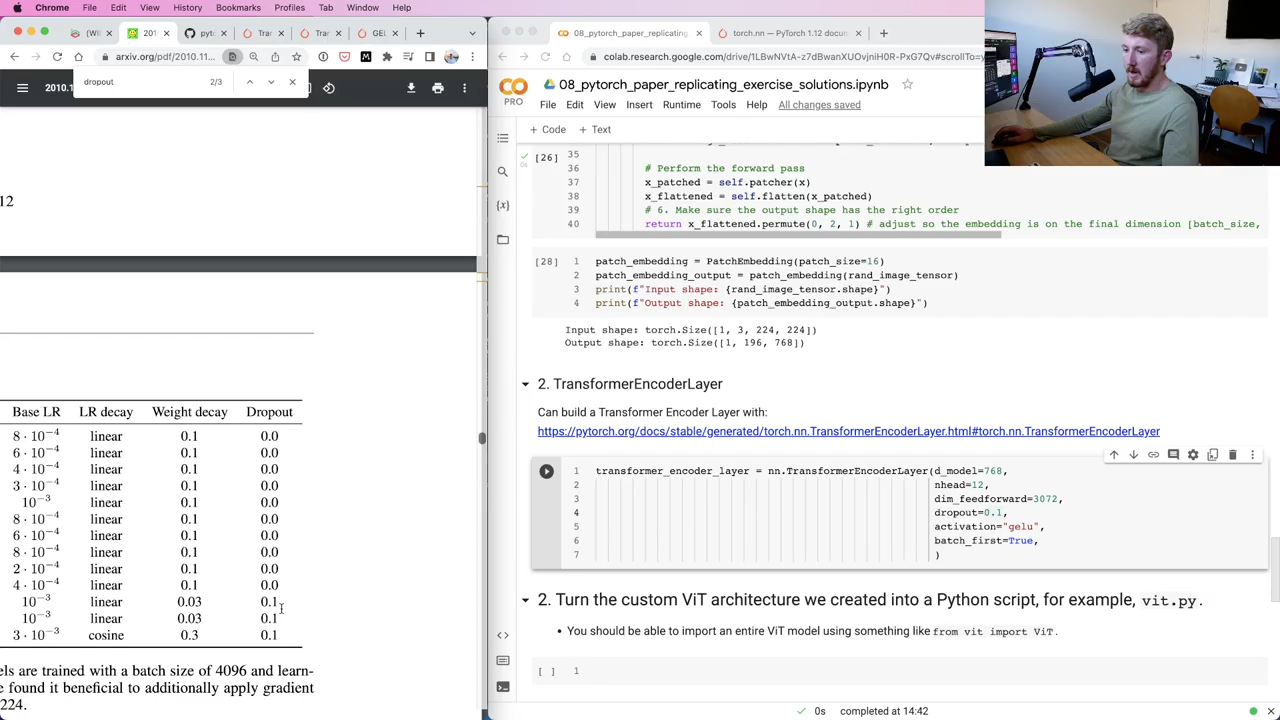 Chrome File Edit View History Bookmarks Profiles Tab Window Help
201
pyto
Tran
Tran
GEL
08_pytorch_paper_replicating_
torch.nn — PyTorch 1.12 docum
arxiv.org/pdf/2010.11
colab.research.google.com/drive/1LBwNVtA-z7dBwanXUOvjniH0R-PxG7Qv#scrollTo=
dropout 2/3
2010.1
PRO
08_pytorch_paper_replicating_exercise_solutions.ipynb
File Edit View Insert Runtime Tools Help All changes saved
+ Code + Text
12
Base LR LR decay Weight decay Dropout
8 · 10⁻⁴ linear 0.1 0.0
6 · 10⁻⁴ linear 0.1 0.0
4 · 10⁻⁴ linear 0.1 0.0
3 · 10⁻⁴ linear 0.1 0.0
10⁻³ linear 0.1 0.0
8 · 10⁻⁴ linear 0.1 0.0
6 · 10⁻⁴ linear 0.1 0.0
8 · 10⁻⁴ linear 0.1 0.0
2 · 10⁻⁴ linear 0.1 0.0
4 · 10⁻⁴ linear 0.1 0.0
10⁻³ linear 0.03 0.1
10⁻³ linear 0.03 0.1
3 · 10⁻³ cosine 0.3 0.1
els are trained with a batch size of 4096 and learn-
e found it beneficial to additionally apply gradient
224.
[26] 35
0s
36 # Perform the forward pass
37 x_patched = self.patcher(x)
38 x_flattened = self.flatten(x_patched)
39 # 6. Make sure the output shape has the right order
40 return x_flattened.permute(0, 2, 1) # adjust so the embedding is on the final dimension [batch_size,
[28] 1 patch_embedding = PatchEmbedding(patch_size=16)
2 patch_embedding_output = patch_embedding(rand_image_tensor)
3 print(f"Input shape: {rand_image_tensor.shape}")
4 print(f"Output shape: {patch_embedding_output.shape}")
Input shape: torch.Size([1, 3, 224, 224])
Output shape: torch.Size([1, 196, 768])
2. TransformerEncoderLayer
Can build a Transformer Encoder Layer with:
https://pytorch.org/docs/stable/generated/torch.nn.TransformerEncoderLayer.html#torch.nn.TransformerEncoderLayer
1 transformer_encoder_layer = nn.TransformerEncoderLayer(d_model=768,
2 nhead=12,
3 dim_feedforward=3072,
4 dropout=0.1,
5 activation="gelu",
6 batch_first=True,
7 )
2. Turn the custom ViT architecture we created into a Python script, for example, vit.py.
• You should be able to import an entire ViT model using something like from vit import ViT.
[ ] 1
0s completed at 14:42